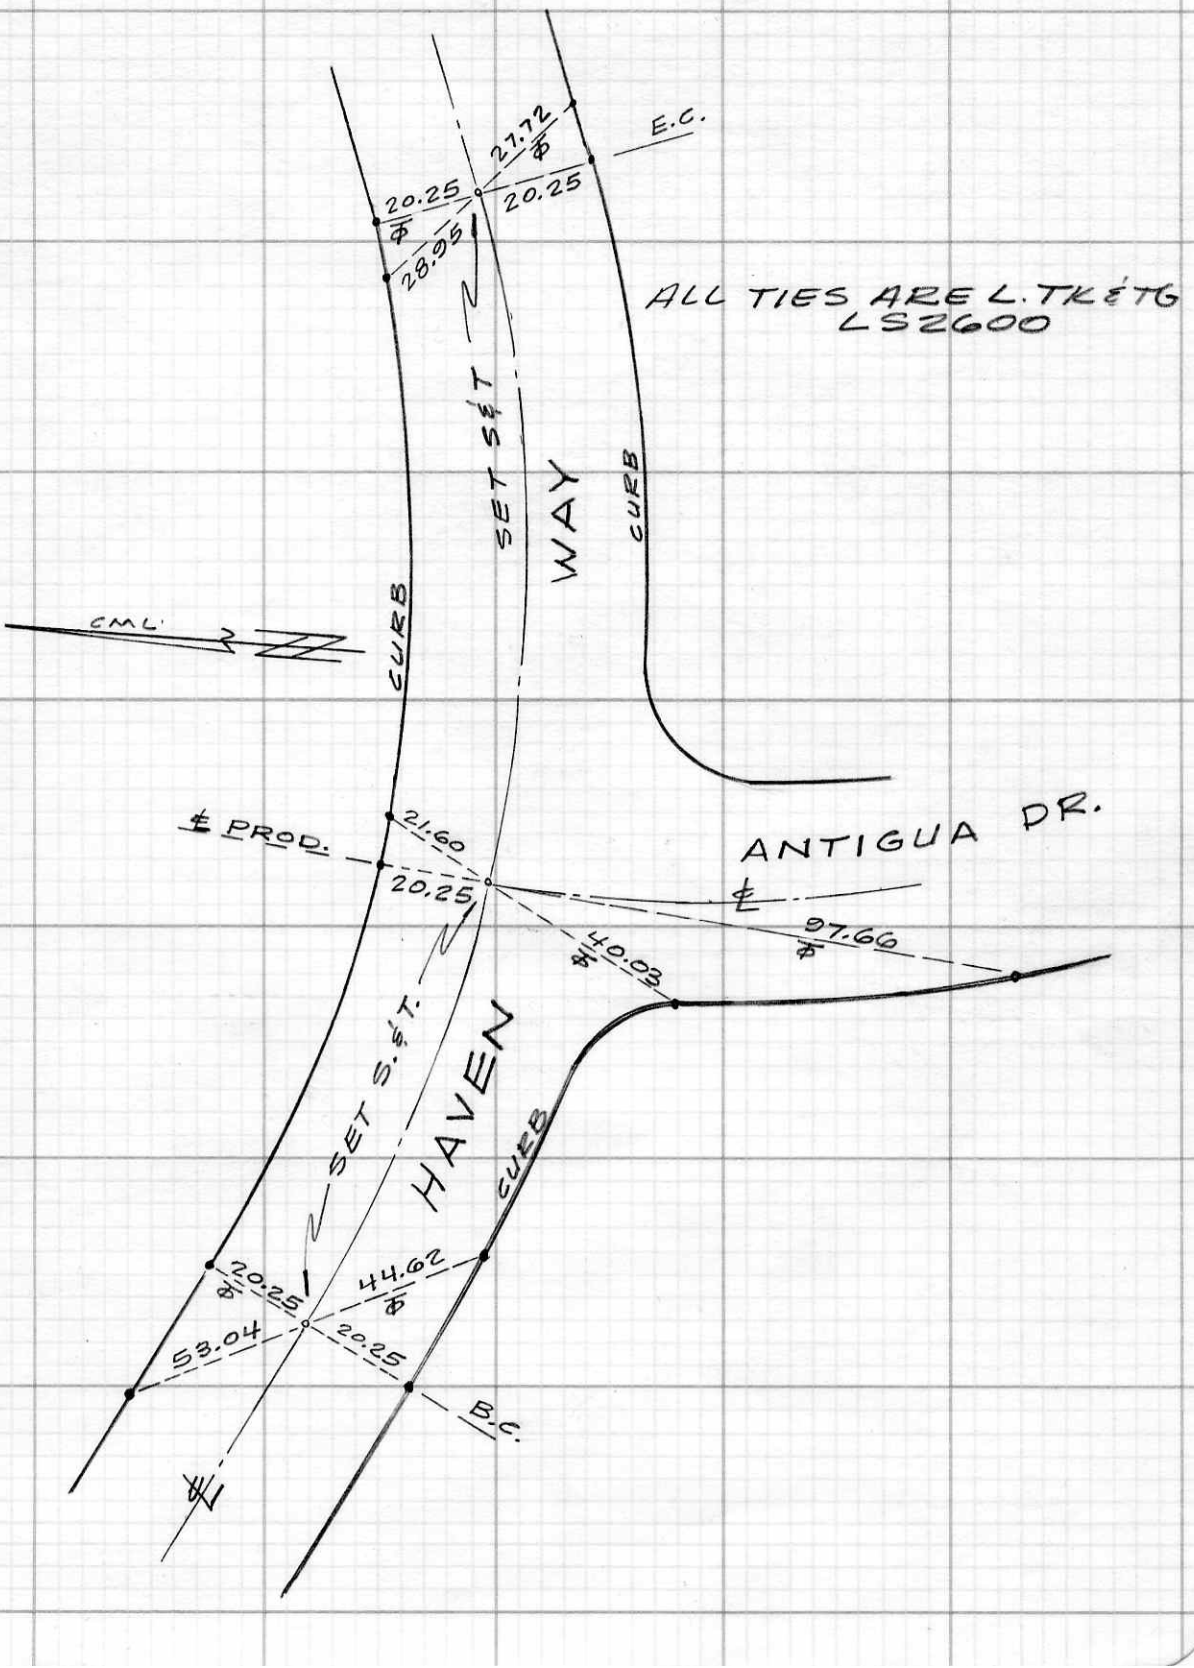 27.72
E.C.
20.25
20.25
28.95
ALL TIES ARE L.TK & TG
LS2600
SET S&T
WAY
CURB
CURB
CML
21.60
℄ PROD.
20.25
ANTIGUA DR.
℄
97.66
40.03
SET S.&T.
HAVEN
CURB
20.25
44.62
53.04
20.25
B.C.
℄